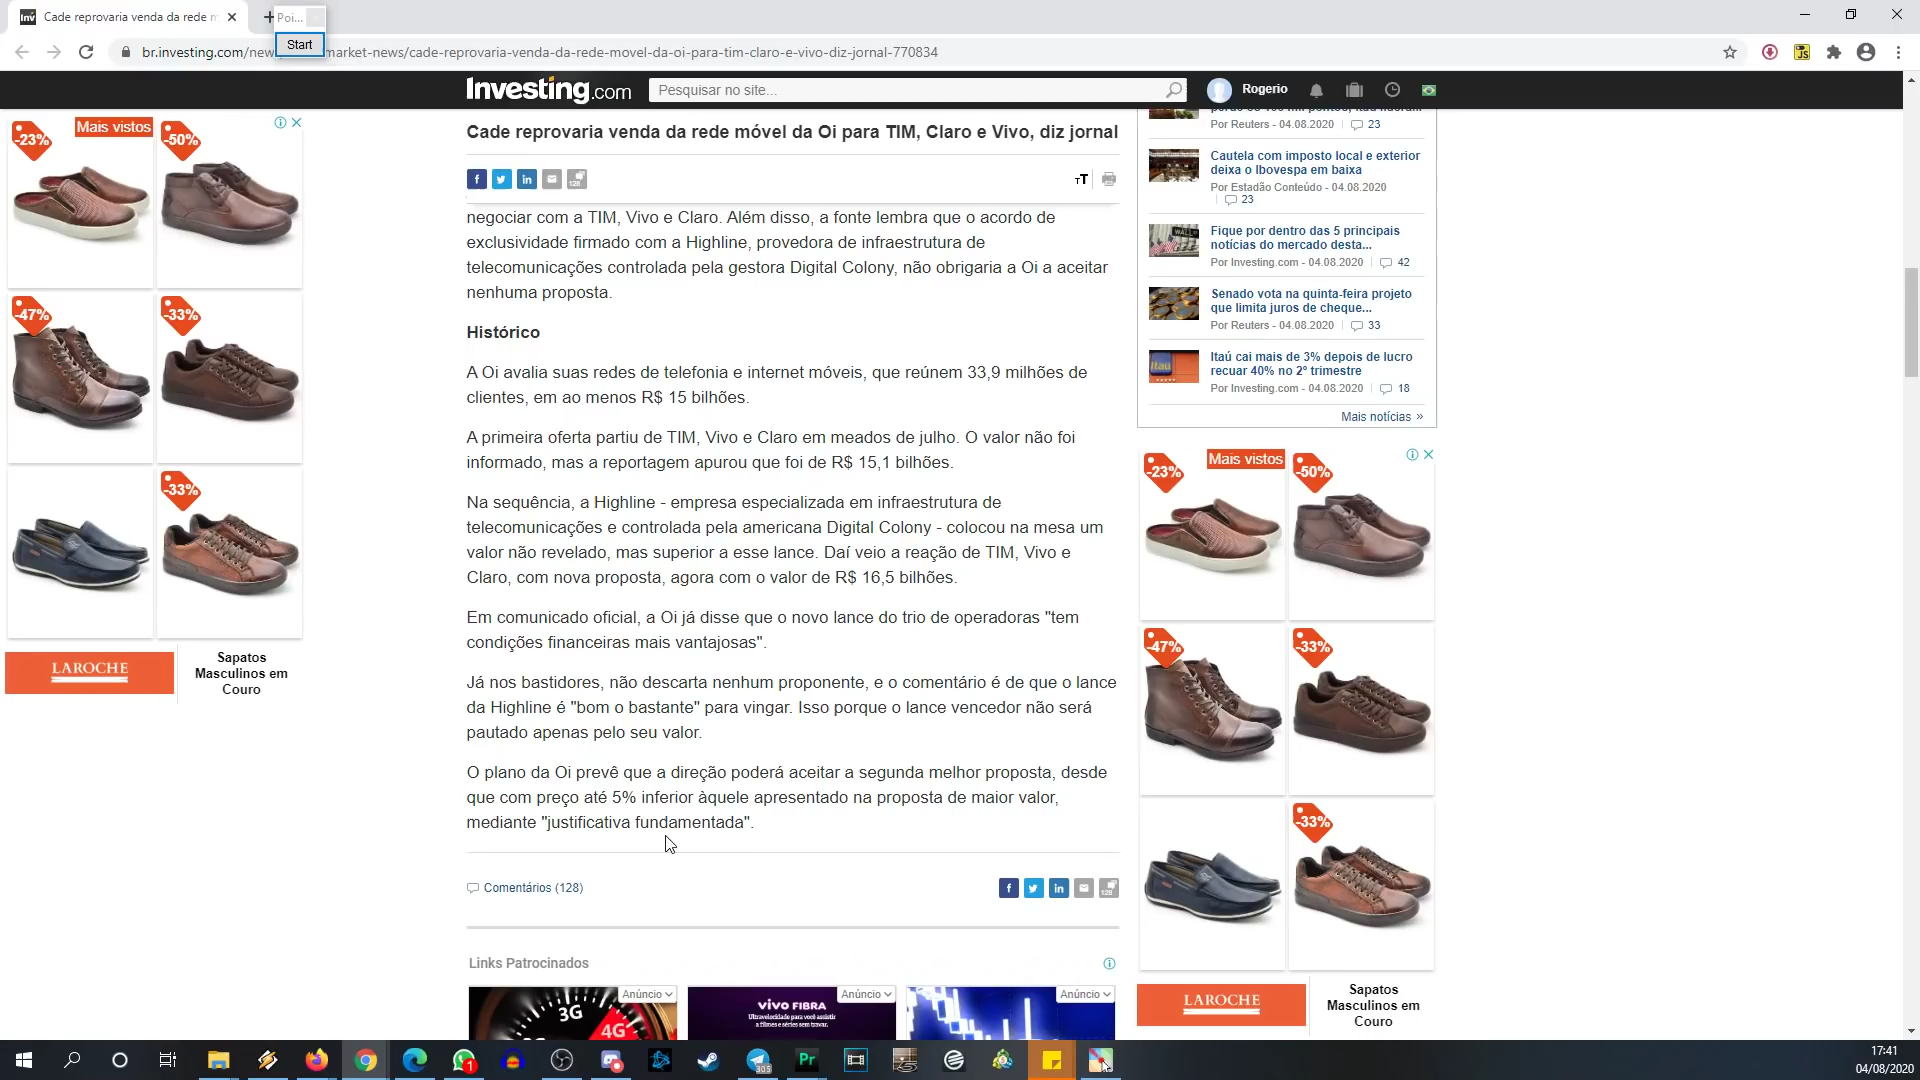 Cade reprovaria venda da rede m
Poi...
Start
br.investing.com/new
market-news/cade-reprovaria-venda-da-rede-movel-da-oi-para-tim-claro-e-vivo-diz-jornal-770834
Investing.com
Pesquisar no site...
Rogerio
Mais vistos
-23%
-50%
-47%
-33%
-33%
LAROCHE
Sapatos
Masculinos em
Couro
Cade reprovaria venda da rede móvel da Oi para TIM, Claro e Vivo, diz jornal
128
TT
negociar com a TIM, Vivo e Claro. Além disso, a fonte lembra que o acordo de
exclusividade firmado com a Highline, provedora de infraestrutura de
telecomunicações controlada pela gestora Digital Colony, não obrigaria a Oi a aceitar
nenhuma proposta.
Histórico
A Oi avalia suas redes de telefonia e internet móveis, que reúnem 33,9 milhões de
clientes, em ao menos R$ 15 bilhões.
A primeira oferta partiu de TIM, Vivo e Claro em meados de julho. O valor não foi
informado, mas a reportagem apurou que foi de R$ 15,1 bilhões.
Na sequência, a Highline - empresa especializada em infraestrutura de
telecomunicações e controlada pela americana Digital Colony - colocou na mesa um
valor não revelado, mas superior a esse lance. Daí veio a reação de TIM, Vivo e
Claro, com nova proposta, agora com o valor de R$ 16,5 bilhões.
Em comunicado oficial, a Oi já disse que o novo lance do trio de operadoras "tem
condições financeiras mais vantajosas".
Já nos bastidores, não descarta nenhum proponente, e o comentário é de que o lance
da Highline é "bom o bastante" para vingar. Isso porque o lance vencedor não será
pautado apenas pelo seu valor.
O plano da Oi prevê que a direção poderá aceitar a segunda melhor proposta, desde
que com preço até 5% inferior àquele apresentado na proposta de maior valor,
mediante "justificativa fundamentada".
Comentários (128)
128
Links Patrocinados
Anúncio
3G
4G
Anúncio
VIVO FIBRA
Ultravelocidade para você assistir
a filmes e séries sem travar.
Anúncio
Por Reuters - 04.08.2020 23
Cautela com imposto local e exterior
deixa o Ibovespa em baixa
Por Estadão Conteúdo - 04.08.2020
23
Fique por dentro das 5 principais
notícias do mercado desta...
Por Investing.com - 04.08.2020 42
Senado vota na quinta-feira projeto
que limita juros de cheque...
Por Reuters - 04.08.2020 33
Itaú cai mais de 3% depois de lucro
recuar 40% no 2º trimestre
Por Investing.com - 04.08.2020 18
Mais notícias »
Mais vistos
-23%
-50%
-47%
-33%
-33%
LAROCHE
Sapatos
Masculinos em
Couro
1
305
Pr
17:41
04/08/2020